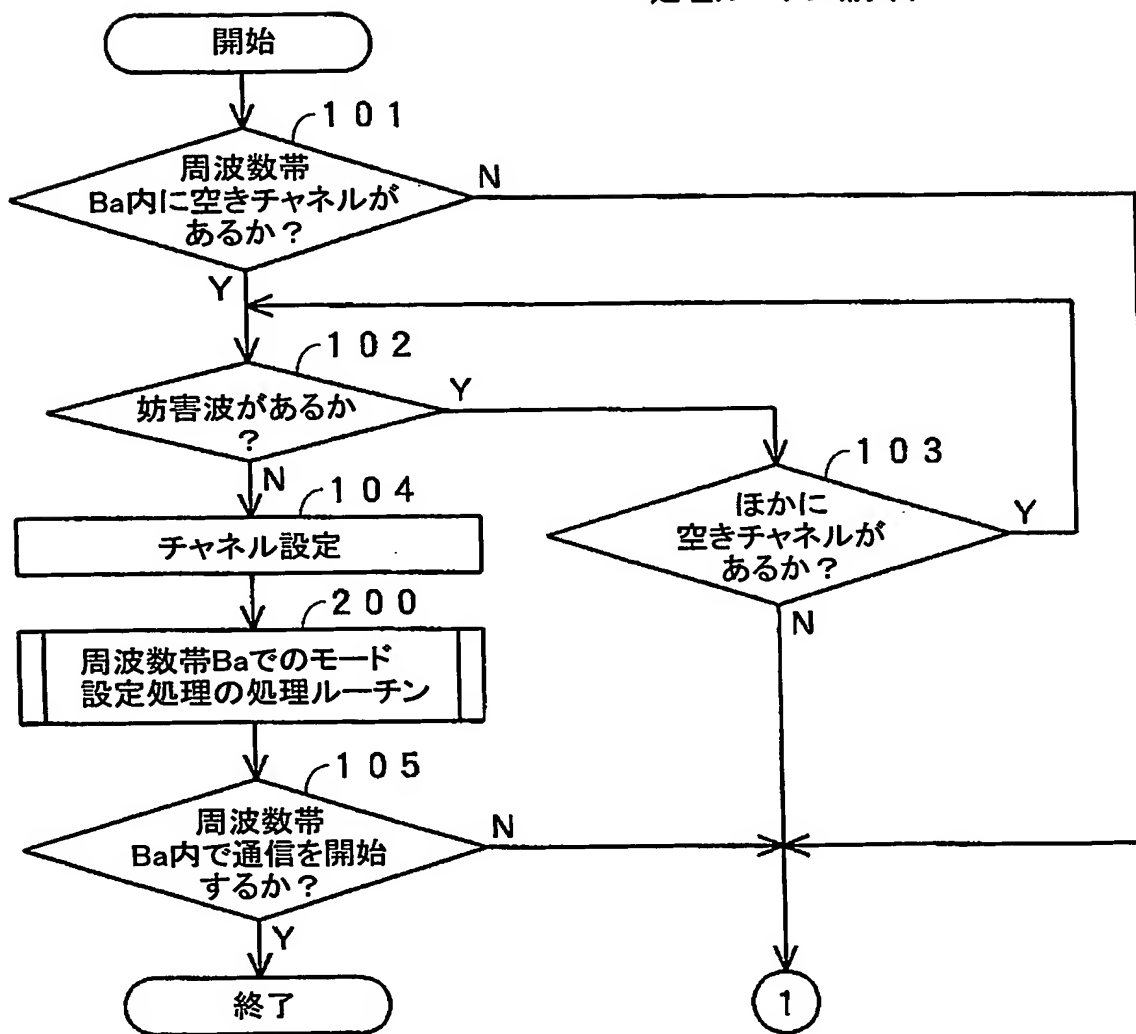 開始
101
周波数帯
Ba内に空きチャネルが
あるか？
N
Y
102
妨害波があるか
？
Y
N
103
ほかに
空きチャネルが
あるか？
Y
N
104
チャネル設定
200
周波数帯Baでのモード
設定処理の処理ルーチン
105
周波数帯
Ba内で通信を開始
するか？
N
Y
終了
1